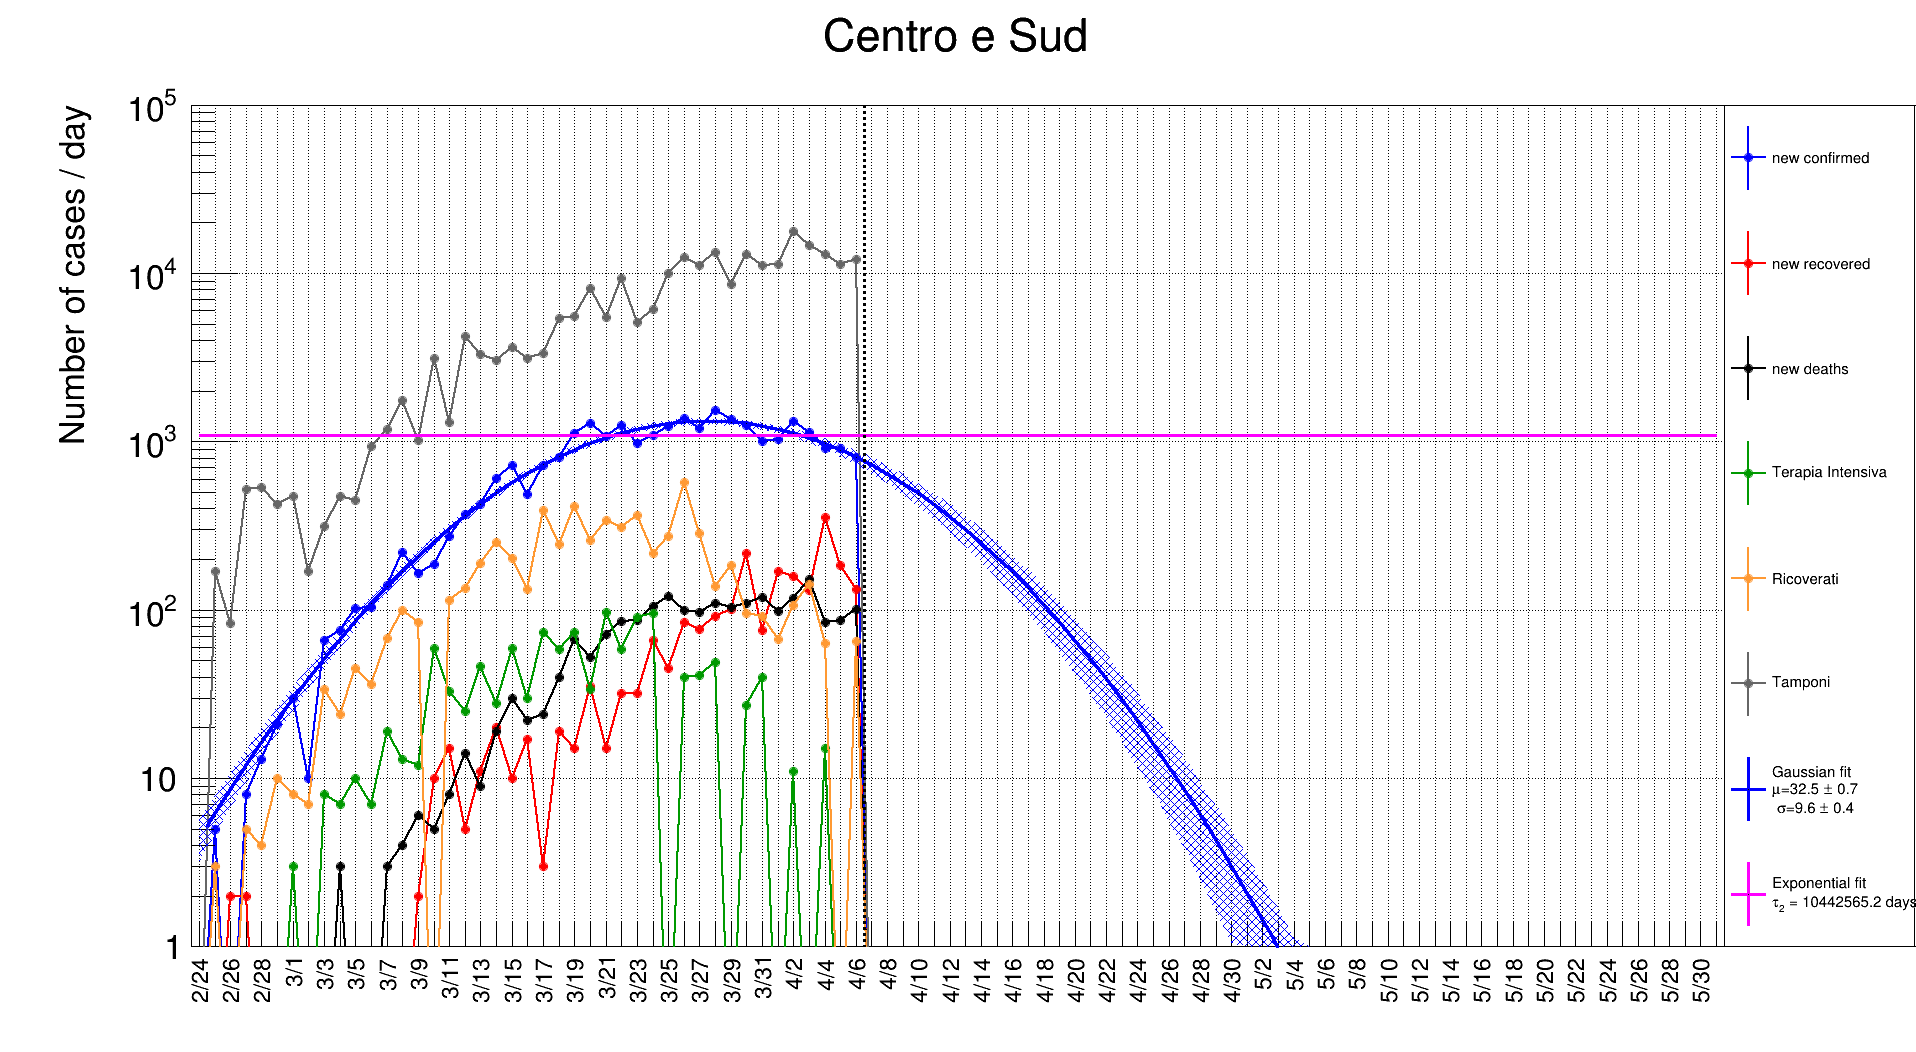 Centro e Sud
Number of cases / day
10^5
10^4
10^3
10^2
10
1
2/24 2/26 2/28 3/1 3/3 3/5 3/7 3/9 3/11 3/13 3/15 3/17 3/19 3/21 3/23 3/25 3/27 3/29 3/31 4/2 4/4 4/6 4/8 4/10 4/12 4/14 4/16 4/18 4/20 4/22 4/24 4/26 4/28 4/30 5/2 5/4 5/6 5/8 5/10 5/12 5/14 5/16 5/18 5/20 5/22 5/24 5/26 5/28 5/30
new confirmed
new recovered
new deaths
Terapia Intensiva
Ricoverati
Tamponi
Gaussian fit
μ=32.5 ± 0.7
σ=9.6 ± 0.4
Exponential fit
τ₂ = 10442565.2 days